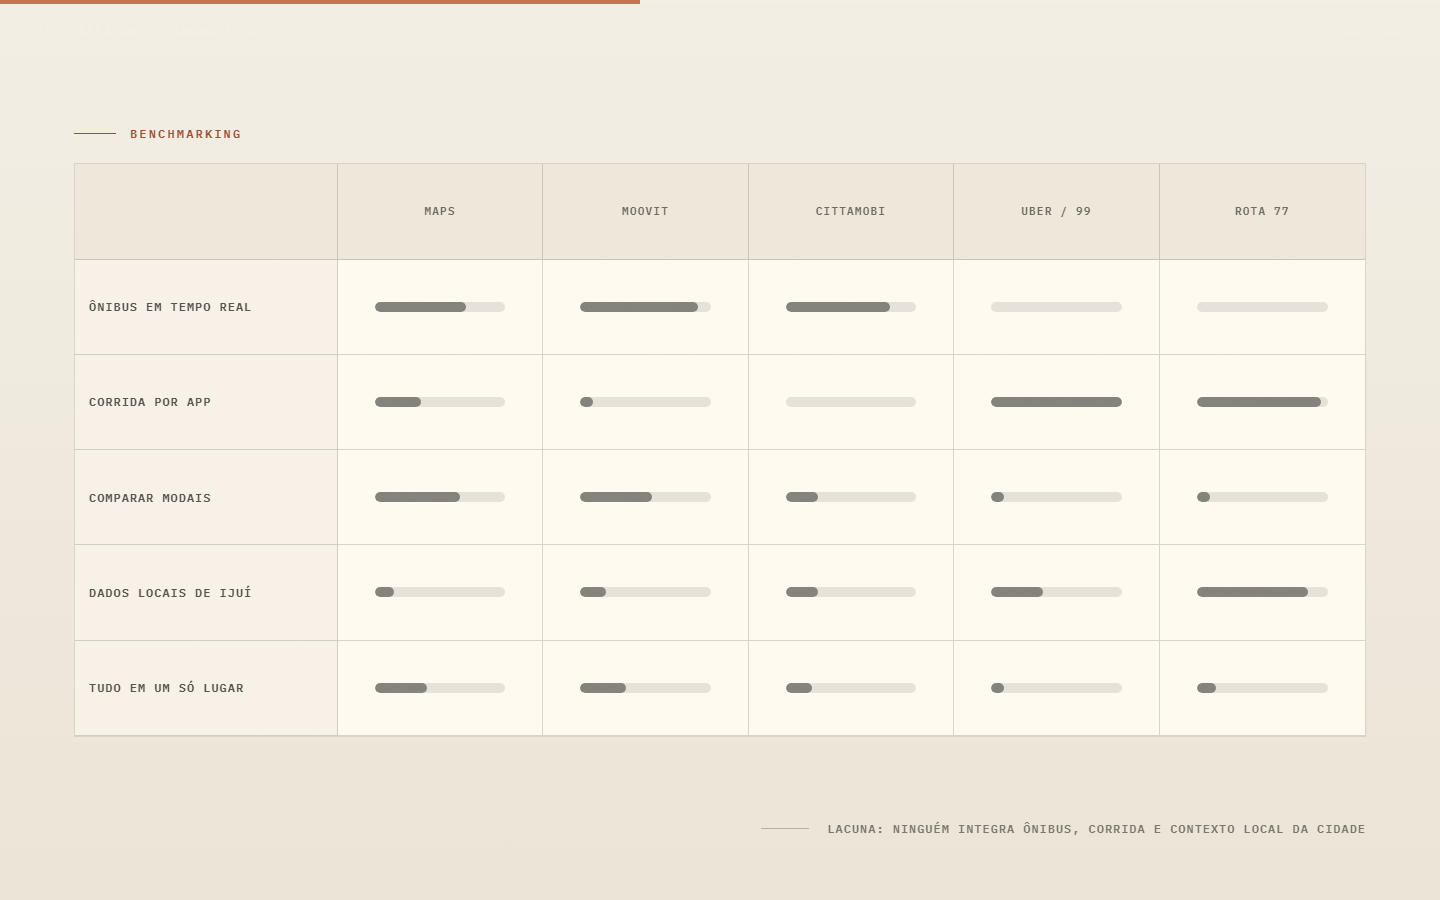 BENCHMARKING
MAPS MOOVIT CITTAMOBI UBER / 99 ROTA 77
ÔNIBUS EM TEMPO REAL
CORRIDA POR APP
COMPARAR MODAIS
DADOS LOCAIS DE IJUÍ
TUDO EM UM SÓ LUGAR
LACUNA: NINGUÉM INTEGRA ÔNIBUS, CORRIDA E CONTEXTO LOCAL DA CIDADE